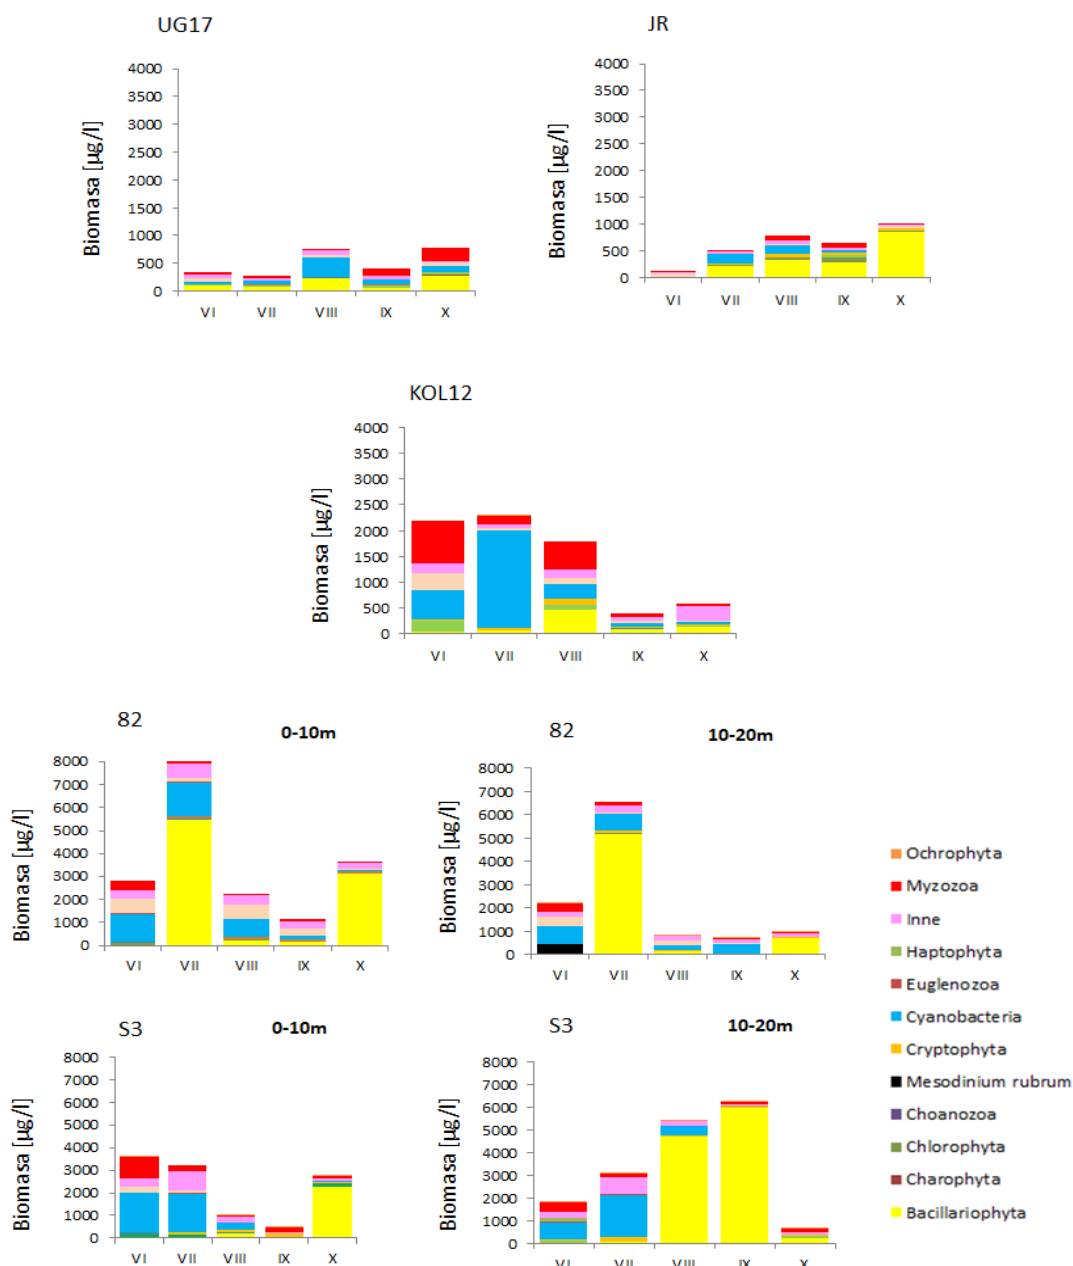 UG17
JR
Biomasa [µg/l]
4000
3500
3000
2500
2000
1500
1000
500
0
VI VII VIII IX X
Biomasa [µg/l]
4000
3500
3000
2500
2000
1500
1000
500
0
VI VII VIII IX X
KOL12
Biomasa [µg/l]
4000
3500
3000
2500
2000
1500
1000
500
0
VI VII VIII IX X
82
0-10m
Biomasa [µg/l]
8000
7000
6000
5000
4000
3000
2000
1000
0
VI VII VIII IX X
82
10-20m
Biomasa [µg/l]
8000
7000
6000
5000
4000
3000
2000
1000
0
VI VII VIII IX X
S3
0-10m
Biomasa [µg/l]
8000
7000
6000
5000
4000
3000
2000
1000
0
VI VII VIII IX X
S3
10-20m
Biomasa [µg/l]
8000
7000
6000
5000
4000
3000
2000
1000
0
VI VII VIII IX X
Ochrophyta
Myzozoa
Inne
Haptophyta
Euglenozoa
Cyanobacteria
Cryptophyta
Mesodinium rubrum
Choanozoa
Chlorophyta
Charophyta
Bacillariophyta